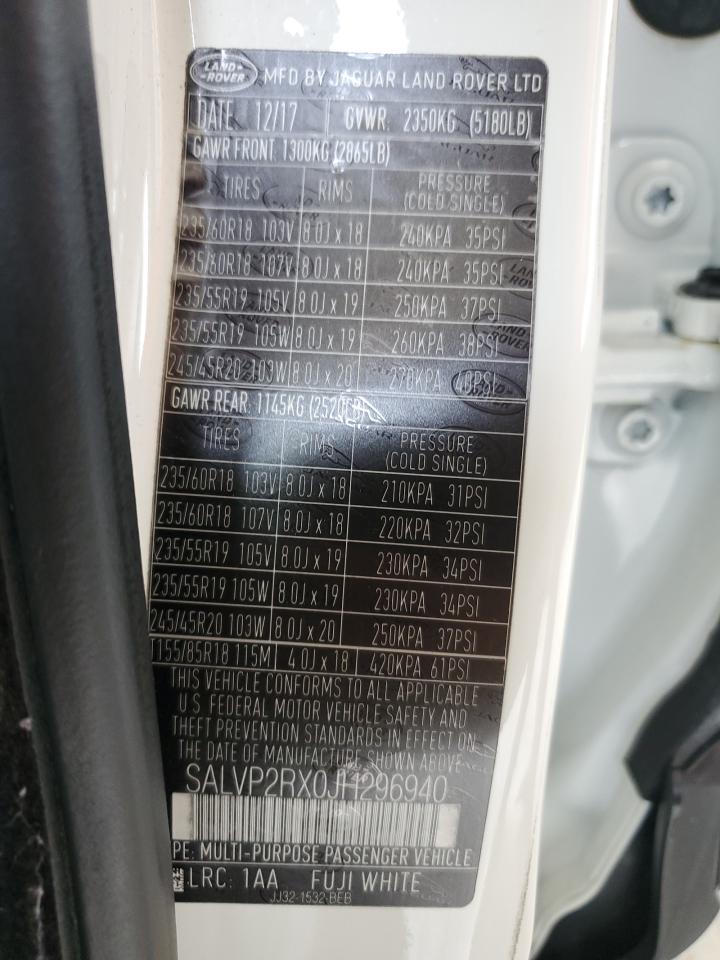 LAND ROVER MFD BY JAGUAR LAND ROVER LTD
DATE 12/17 GVWR: 2350KG (5180LB)
GAWR FRONT 1300KG (2865LB)
TIRES RIMS PRESSURE (COLD SINGLE)
235/60R18 103V 8.0J x 18 240KPA 35PSI
235/60R18 107V 8.0J x 18 240KPA 35PSI
235/55R19 105V 8.0J x 19 250KPA 37PSI
235/55R19 105W 8.0J x 19 260KPA 38PSI
245/45R20 103W 8.0J x 20 270KPA
GAWR REAR: 1145KG (2520LB)
TIRES RIMS PRESSURE (COLD SINGLE)
235/60R18 103V 8.0J x 18 210KPA 31PSI
235/60R18 107V 8.0J x 18 220KPA 32PSI
235/55R19 105V 8.0J x 19 230KPA 34PSI
235/55R19 105W 8.0J x 19 230KPA 34PSI
245/45R20 103W 8.0J x 20 250KPA 37PSI
T155/85R18 115M 4.0J x 18 420KPA 61PSI
THIS VEHICLE CONFORMS TO ALL APPLICABLE
U.S. FEDERAL MOTOR VEHICLE SAFETY AND
THEFT PREVENTION STANDARDS IN EFFECT ON
THE DATE OF MANUFACTURE SHOWN ABOVE
SALVP2RX0JH296940
PE: MULTI-PURPOSE PASSENGER VEHICLE
LRC: 1AA FUJI WHITE
JJ32-1532-BEB